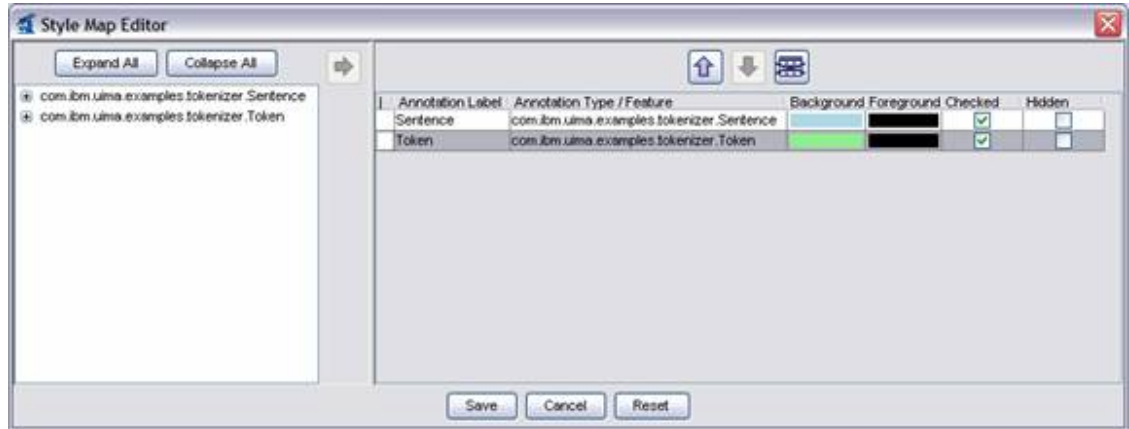 Style Map Editor
Expand All Collapse All
com.ibm.uima.examples.tokenizer.Sentence
com.ibm.uima.examples.tokenizer.Token
Annotation Label Annotation Type / Feature Background Foreground Checked Hidden
Sentence com.ibm.uima.examples.tokenizer.Sentence
Token com.ibm.uima.examples.tokenizer.Token
Save Cancel Reset